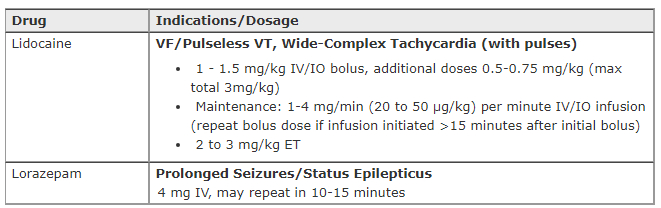 Drug Indications/Dosage
Lidocaine VF/Pulseless VT, Wide-Complex Tachycardia (with pulses)
• 1 - 1.5 mg/kg IV/IO bolus, additional doses 0.5-0.75 mg/kg (max
total 3mg/kg)
• Maintenance: 1-4 mg/min (20 to 50 µg/kg) per minute IV/IO infusion
(repeat bolus dose if infusion initiated >15 minutes after initial bolus)
• 2 to 3 mg/kg ET
Lorazepam Prolonged Seizures/Status Epilepticus
4 mg IV, may repeat in 10-15 minutes